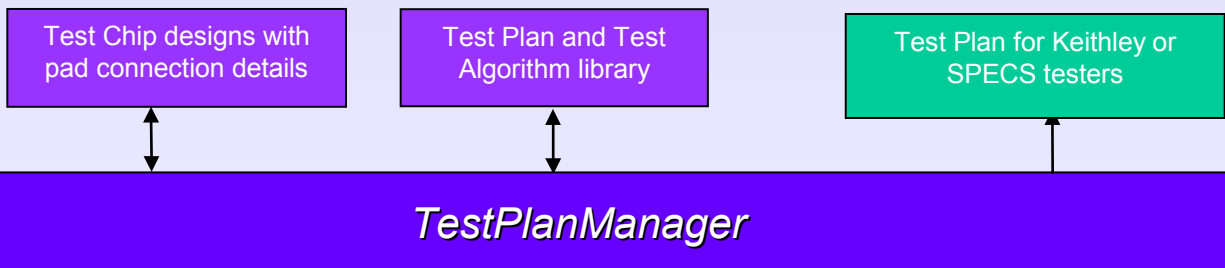 Test Chip designs with
pad connection details
Test Plan and Test
Algorithm library
Test Plan for Keithley or
SPECS testers
TestPlanManager